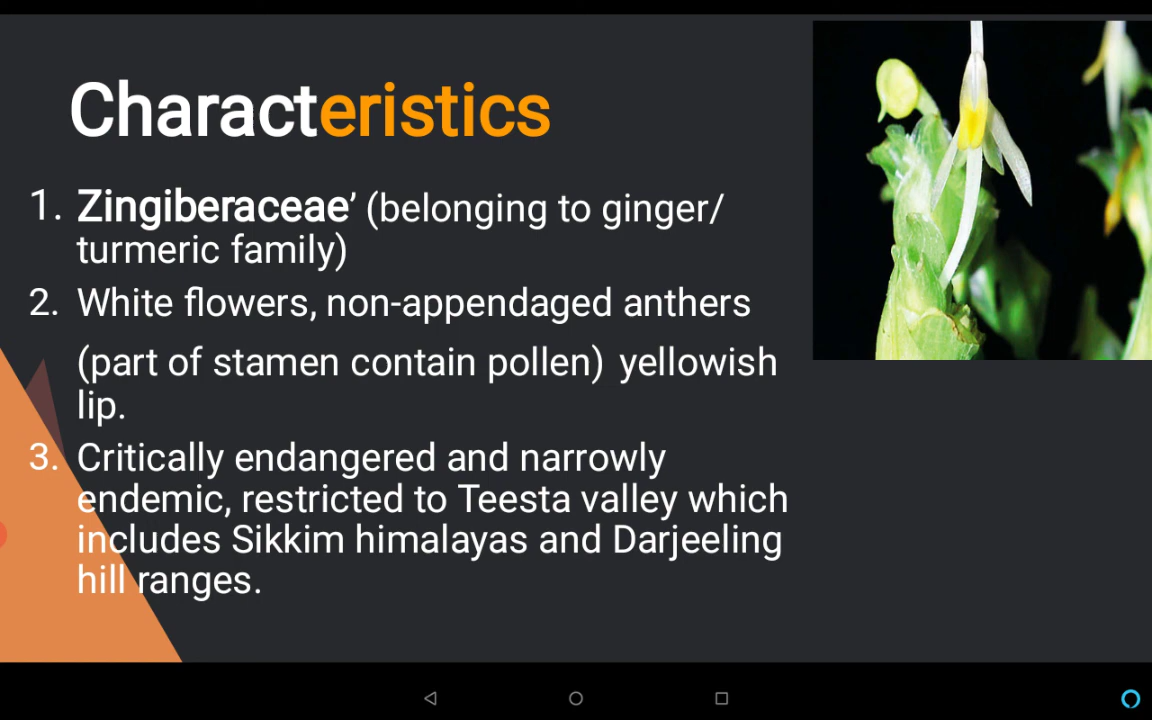 Characteristics
1. Zingiberaceae’ (belonging to ginger/
turmeric family)
2. White flowers, non-appendaged anthers
(part of stamen contain pollen) yellowish
lip.
3. Critically endangered and narrowly
endemic, restricted to Teesta valley which
includes Sikkim himalayas and Darjeeling
hill ranges.